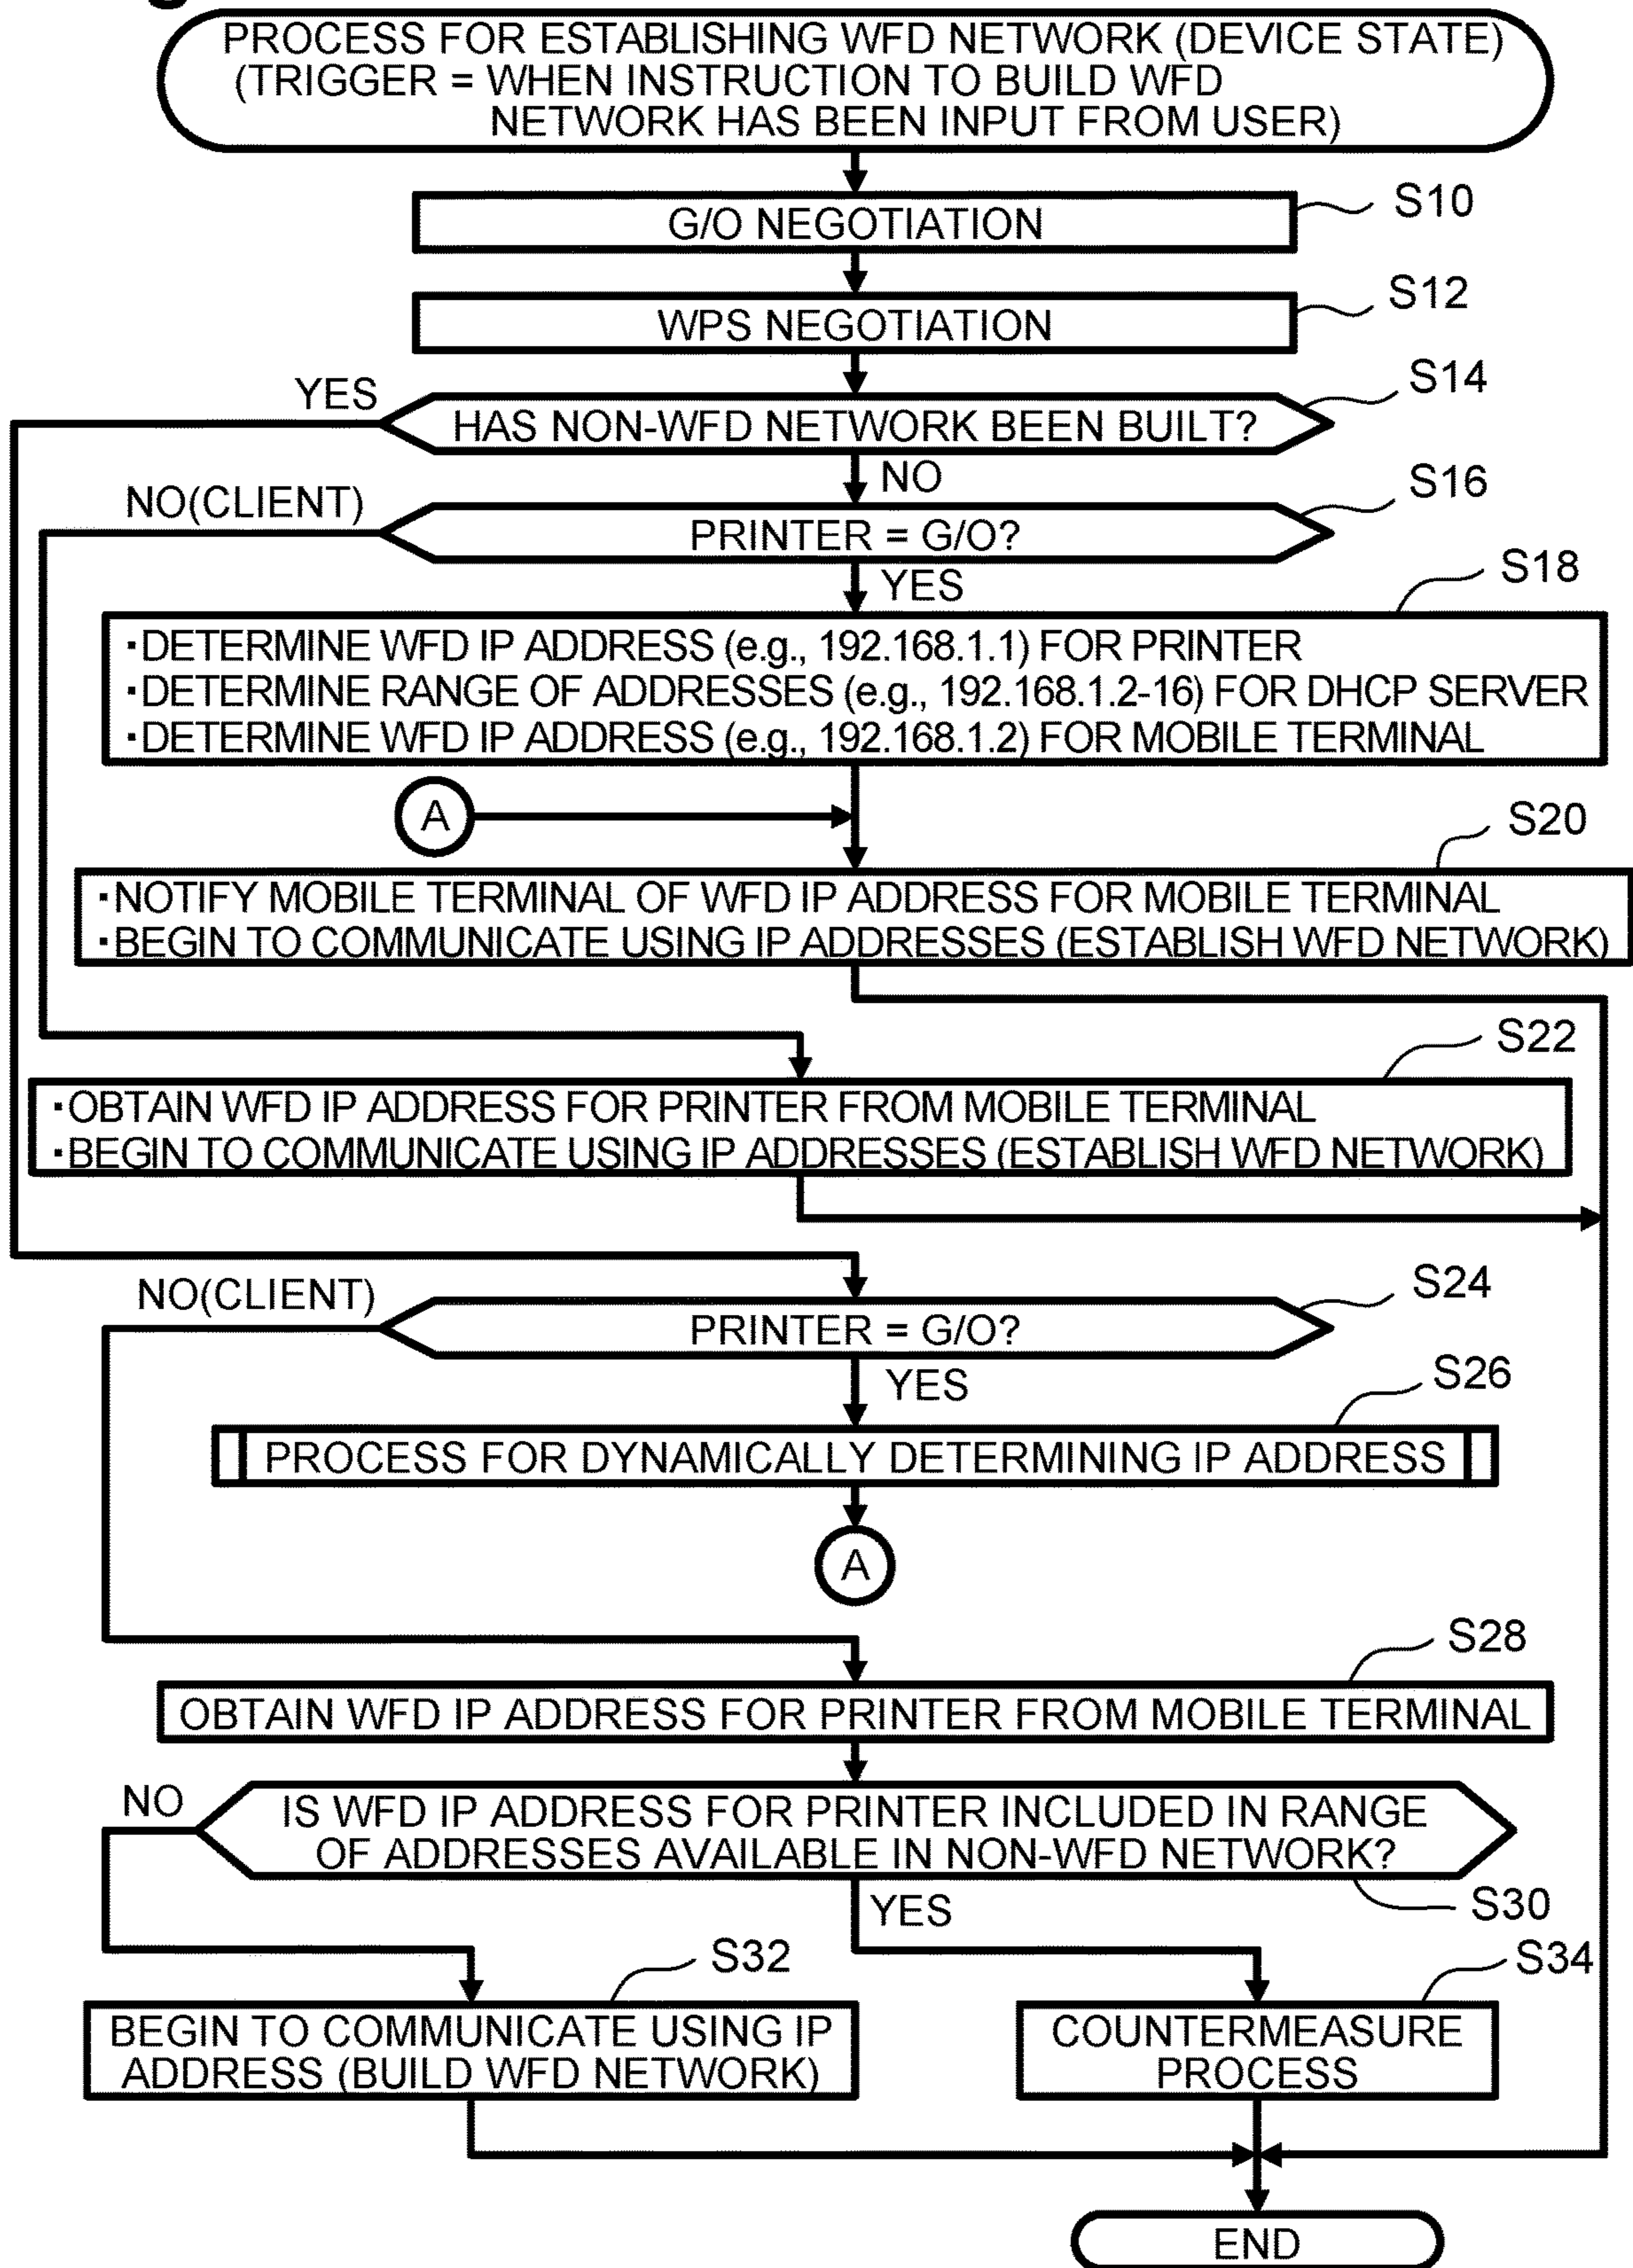 PROCESS FOR ESTABLISHING WFD NETWORK (DEVICE STATE)
(TRIGGER = WHEN INSTRUCTION TO BUILD WFD
NETWORK HAS BEEN INPUT FROM USER)
S10
G/O NEGOTIATION
S12
WPS NEGOTIATION
S14
YES
HAS NON-WFD NETWORK BEEN BUILT?
NO
S16
NO(CLIENT)
PRINTER = G/O?
YES
S18
・DETERMINE WFD IP ADDRESS (e.g., 192.168.1.1) FOR PRINTER
・DETERMINE RANGE OF ADDRESSES (e.g., 192.168.1.2-16) FOR DHCP SERVER
・DETERMINE WFD IP ADDRESS (e.g., 192.168.1.2) FOR MOBILE TERMINAL
A
S20
・NOTIFY MOBILE TERMINAL OF WFD IP ADDRESS FOR MOBILE TERMINAL
・BEGIN TO COMMUNICATE USING IP ADDRESSES (ESTABLISH WFD NETWORK)
S22
・OBTAIN WFD IP ADDRESS FOR PRINTER FROM MOBILE TERMINAL
・BEGIN TO COMMUNICATE USING IP ADDRESSES (ESTABLISH WFD NETWORK)
S24
NO(CLIENT)
PRINTER = G/O?
YES
S26
PROCESS FOR DYNAMICALLY DETERMINING IP ADDRESS
A
S28
OBTAIN WFD IP ADDRESS FOR PRINTER FROM MOBILE TERMINAL
NO
IS WFD IP ADDRESS FOR PRINTER INCLUDED IN RANGE
OF ADDRESSES AVAILABLE IN NON-WFD NETWORK?
YES
S30
S32
S34
BEGIN TO COMMUNICATE USING IP
ADDRESS (BUILD WFD NETWORK)
COUNTERMEASURE
PROCESS
END